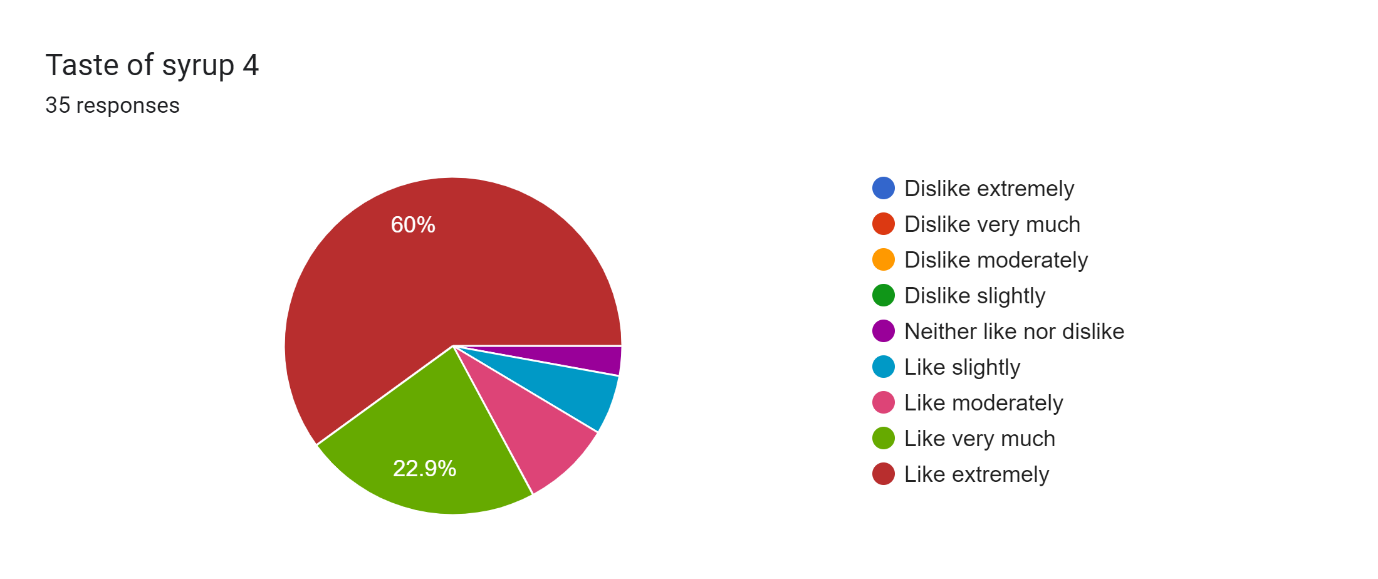 Taste of syrup 4
35 responses
60%
22.9%
Dislike extremely
Dislike very much
Dislike moderately
Dislike slightly
Neither like nor dislike
Like slightly
Like moderately
Like very much
Like extremely